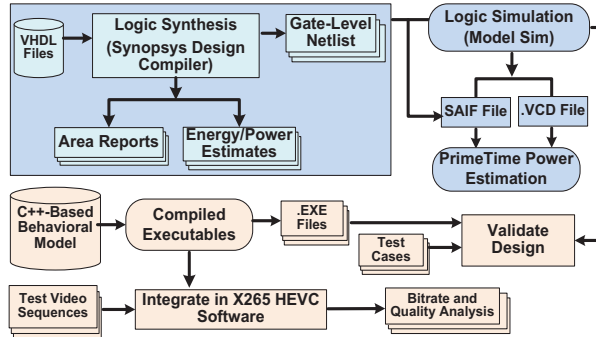 VHDL
Files
Logic Synthesis
(Synopsys Design
Compiler)
Gate-Level
Netlist
Logic Simulation
(Model Sim)
Area Reports
Energy/Power
Estimates
SAIF File
.VCD File
PrimeTime Power
Estimation
C++-Based
Behavioral
Model
Compiled
Executables
.EXE
Files
Test
Cases
Validate
Design
Test Video
Sequences
Integrate in X265 HEVC
Software
Bitrate and
Quality Analysis